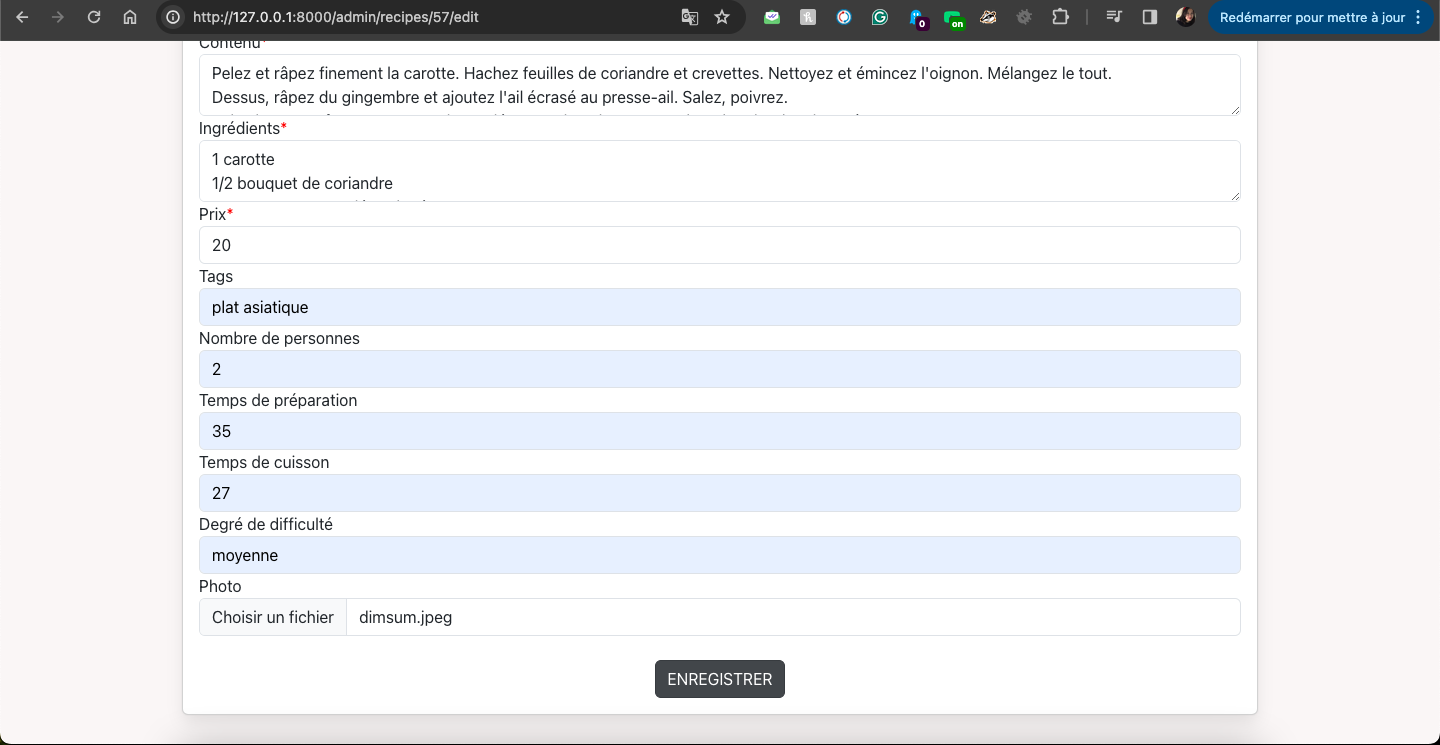 http://127.0.0.1:8000/admin/recipes/57/edit
0
on
Redémarrer pour mettre à jour
Contenu*
Pelez et râpez finement la carotte. Hachez feuilles de coriandre et crevettes. Nettoyez et émincez l'oignon. Mélangez le tout.
Dessus, râpez du gingembre et ajoutez l'ail écrasé au presse-ail. Salez, poivrez.
Ingrédients*
1 carotte
1/2 bouquet de coriandre
Prix*
20
Tags
plat asiatique
Nombre de personnes
2
Temps de préparation
35
Temps de cuisson
27
Degré de difficulté
moyenne
Photo
Choisir un fichier
dimsum.jpeg
ENREGISTRER